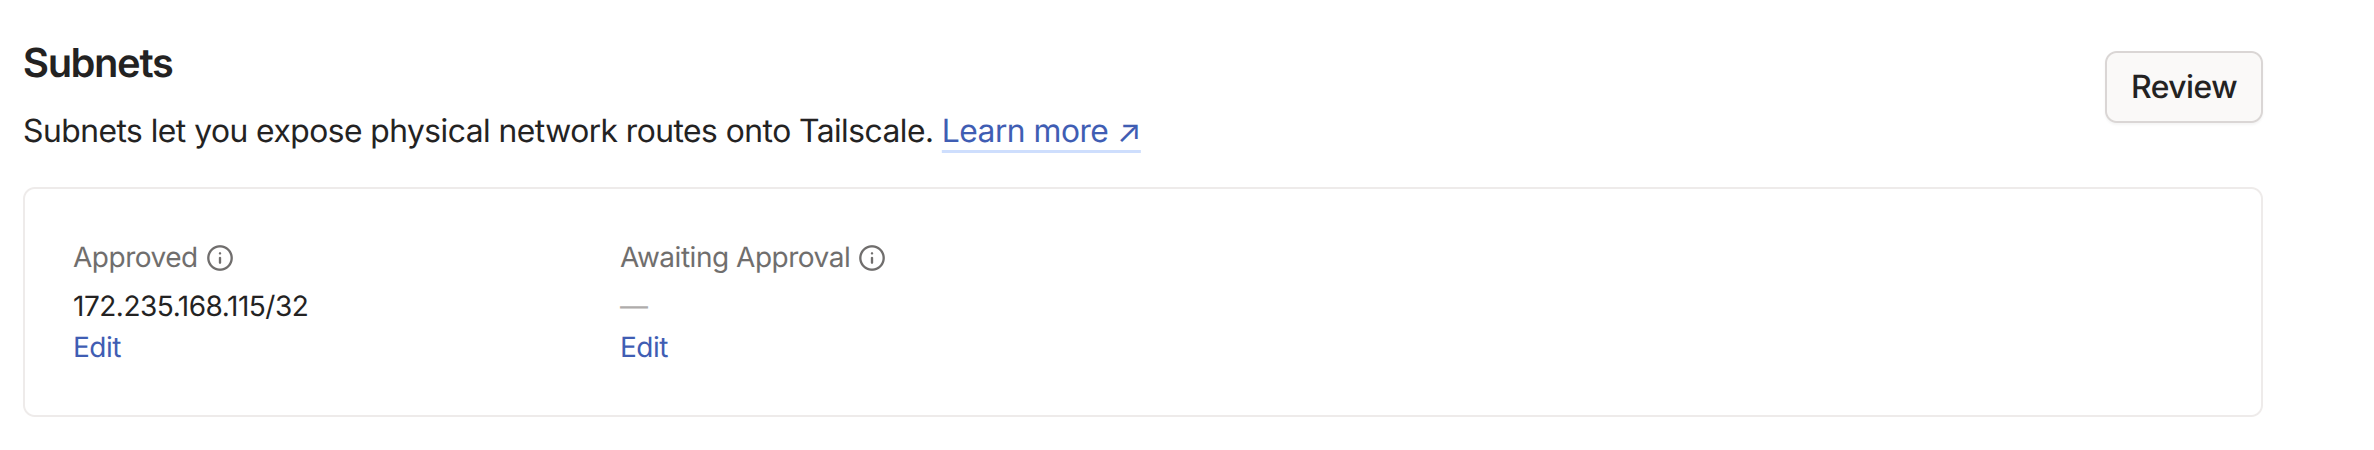 Subnets
Review
Subnets let you expose physical network routes onto Tailscale. Learn more ↗
Approved
Awaiting Approval
172.235.168.115/32
—
Edit
Edit